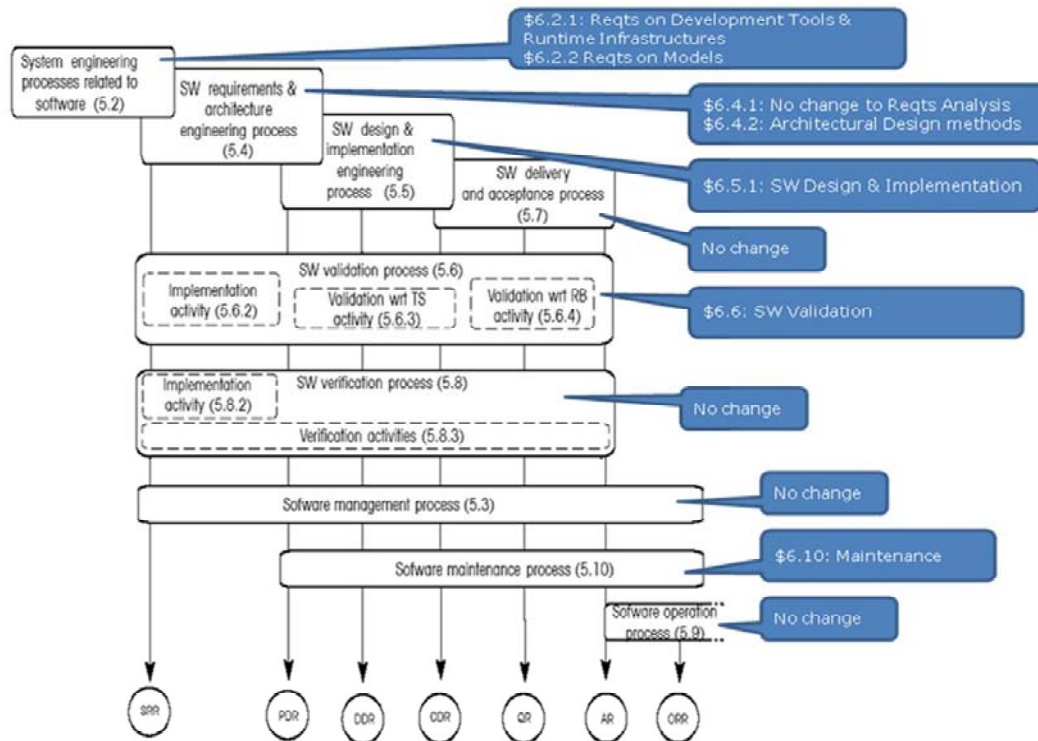 $6.2.1: Reqts on Development Tools &
Runtime Infrastructures
$6.2.2 Reqts on Models
System engineering
processes related to
software (5.2)
SW requirements &
architecture
engineering process
(5.4)
$6.4.1: No change to Reqts Analysis
$6.4.2: Architectural Design methods
SW design &
implementation
engineering
process (5.5)
$6.5.1: SW Design & Implementation
SW delivery
and acceptance process
(5.7)
No change
SW validation process (5.6)
Implementation
activity (5.6.2)
Validation wrt TS
activity (5.6.3)
Validation wrt RB
activity (5.6.4)
$6.6: SW Validation
SW verification process (5.8)
Implementation
activity (5.8.2)
No change
Verification activities (5.8.3)
Sofware management process (5.3)
No change
Sofware maintenance process (5.10)
$6.10: Maintenance
Sofware operation
process (5.9)
No change
SRR
PDR
DDR
CDR
QR
AR
ORR